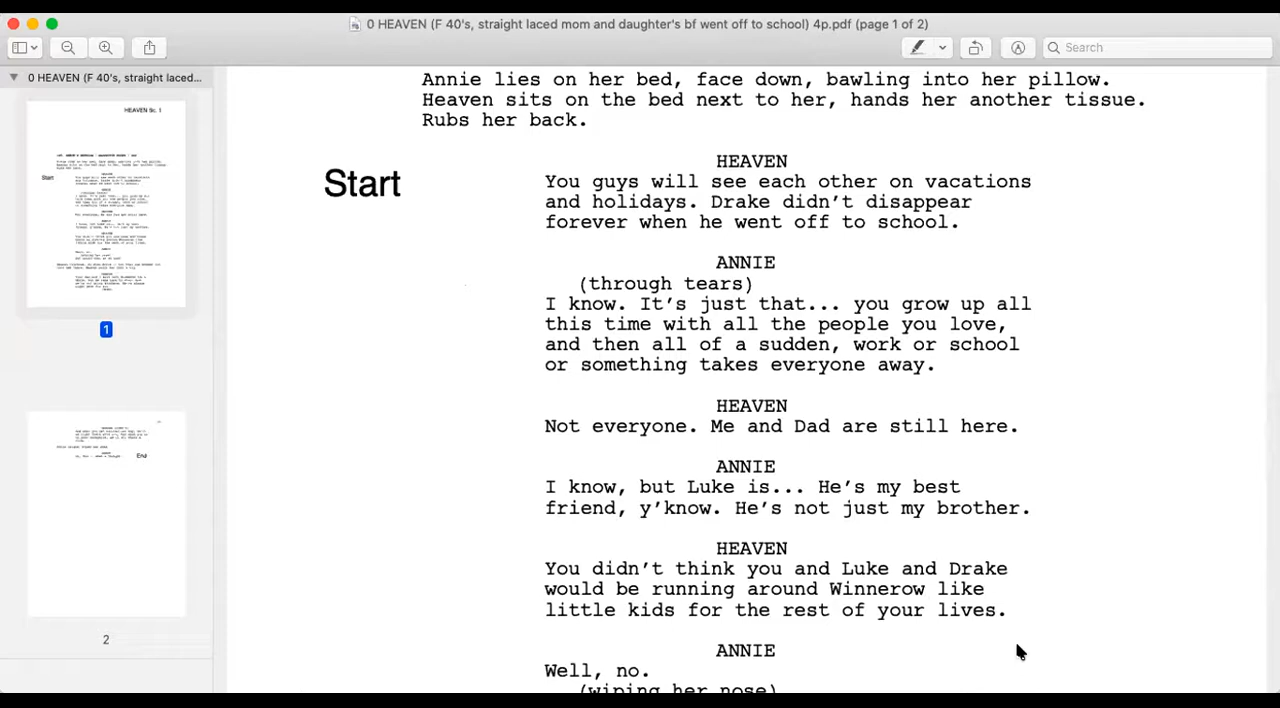 0 HEAVEN (F 40's, straight laced mom and daughter's bf went off to school) 4p.pdf (page 1 of 2)
Search
0 HEAVEN (F 40's, straight laced...
HEAVEN Sc. 1
Start
1
End
2
Annie lies on her bed, face down, bawling into her pillow.
Heaven sits on the bed next to her, hands her another tissue.
Rubs her back.
Start
HEAVEN
You guys will see each other on vacations
and holidays. Drake didn't disappear
forever when he went off to school.
ANNIE
(through tears)
I know. It's just that... you grow up all
this time with all the people you love,
and then all of a sudden, work or school
or something takes everyone away.
HEAVEN
Not everyone. Me and Dad are still here.
ANNIE
I know, but Luke is... He's my best
friend, y'know. He's not just my brother.
HEAVEN
You didn't think you and Luke and Drake
would be running around Winnerow like
little kids for the rest of your lives.
ANNIE
Well, no.
(wiping her nose)